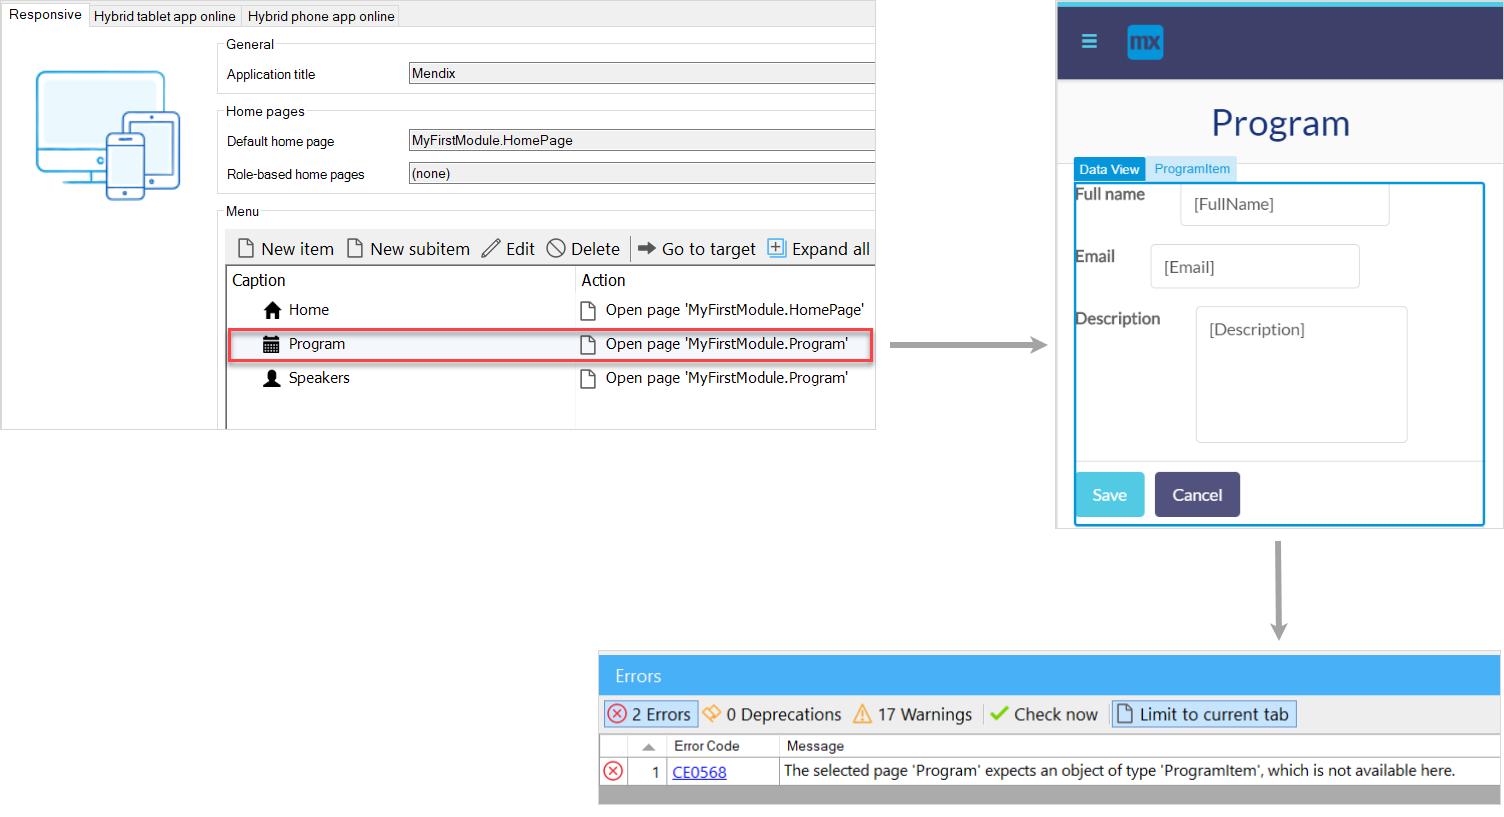 Responsive Hybrid tablet app online Hybrid phone app online
General
Application title Mendix
Home pages
Default home page MyFirstModule.HomePage
Role-based home pages (none)
Menu
New item New subitem Edit Delete Go to target Expand all
Caption Action
Home Open page 'MyFirstModule.HomePage'
Program Open page 'MyFirstModule.Program'
Speakers Open page 'MyFirstModule.Program'
mx
Program
Data View ProgramItem
Full name [FullName]
Email [Email]
Description [Description]
Save Cancel
Errors
2 Errors 0 Deprecations 17 Warnings Check now Limit to current tab
Error Code Message
1 CE0568 The selected page 'Program' expects an object of type 'ProgramItem', which is not available here.